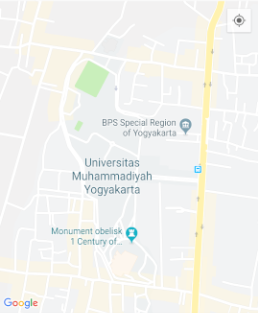 BPS Special Region
of Yogyakarta
Universitas
Muhammadiyah
Yogyakarta
Monument obelisk
1 Century of...
Google